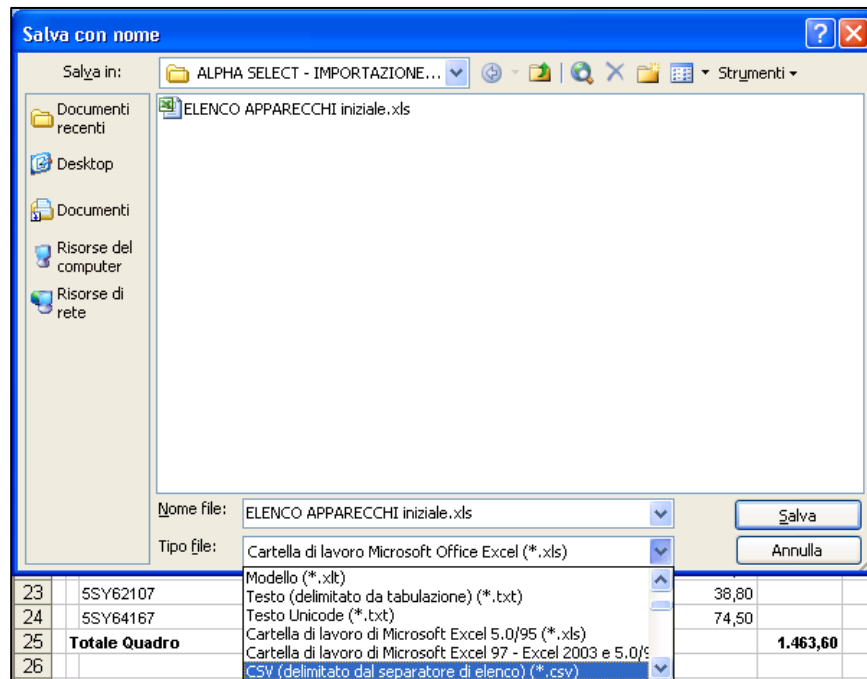 Salva con nome
Salva in:
ALPHA SELECT - IMPORTAZIONE...
Strumenti
Documenti recenti
Desktop
Documenti
Risorse del computer
Risorse di rete
ELENCO APPARECCHI iniziale.xls
Nome file:
ELENCO APPARECCHI iniziale.xls
Salva
Tipo file:
Cartella di lavoro Microsoft Office Excel (*.xls)
Annulla
Modello (*.xlt)
Testo (delimitato da tabulazione) (*.txt)
Testo Unicode (*.txt)
Cartella di lavoro di Microsoft Excel 5.0/95 (*.xls)
Cartella di lavoro di Microsoft Excel 97 - Excel 2003 e 5.0/9
CSV (delimitato dal separatore di elenco) (*.csv)
23 5SY62107 38,80
24 5SY64167 74,50
25 Totale Quadro 1.463,60
26